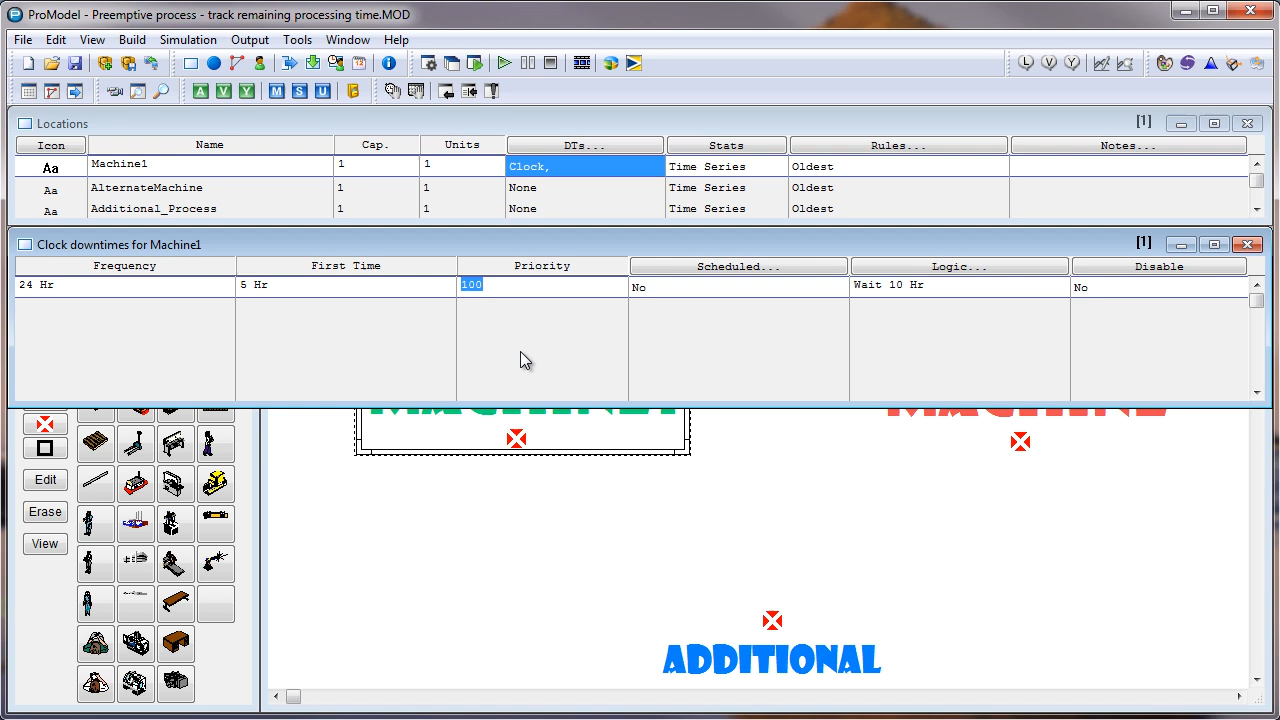 ProModel - Preemptive process - track remaining processing time.MOD
File Edit View Build Simulation Output Tools Window Help
L V Y
A V Y M S U
Locations [1]
Icon Name Cap. Units DTs... Stats Rules... Notes...
Aa Machine1 1 1 Clock, Time Series Oldest
Aa AlternateMachine 1 1 None Time Series Oldest
Aa Additional_Process 1 1 None Time Series Oldest
Clock downtimes for Machine1 [1]
Frequency First Time Priority Scheduled... Logic... Disable
24 Hr 5 Hr 100 No Wait 10 Hr No
Edit
Erase
View
ADDITIONAL